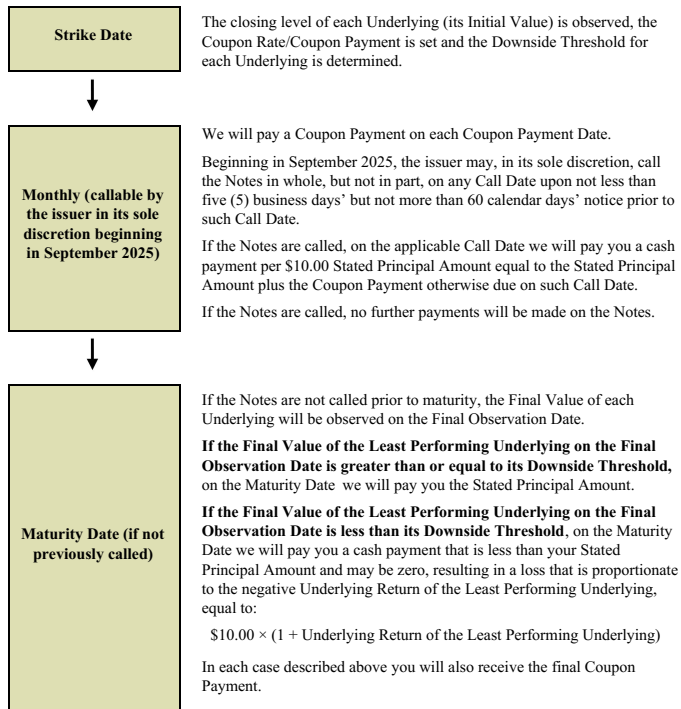 Strike Date
The closing level of each Underlying (its Initial Value) is observed, the
Coupon Rate/Coupon Payment is set and the Downside Threshold for
each Underlying is determined.
Monthly (callable by
the issuer in its sole
discretion beginning
in September 2025)
We will pay a Coupon Payment on each Coupon Payment Date.
Beginning in September 2025, the issuer may, in its sole discretion, call
the Notes in whole, but not in part, on any Call Date upon not less than
five (5) business days’ but not more than 60 calendar days’ notice prior to
such Call Date.
If the Notes are called, on the applicable Call Date we will pay you a cash
payment per $10.00 Stated Principal Amount equal to the Stated Principal
Amount plus the Coupon Payment otherwise due on such Call Date.
If the Notes are called, no further payments will be made on the Notes.
Maturity Date (if not
previously called)
If the Notes are not called prior to maturity, the Final Value of each
Underlying will be observed on the Final Observation Date.
If the Final Value of the Least Performing Underlying on the Final
Observation Date is greater than or equal to its Downside Threshold,
on the Maturity Date we will pay you the Stated Principal Amount.
If the Final Value of the Least Performing Underlying on the Final
Observation Date is less than its Downside Threshold, on the Maturity
Date we will pay you a cash payment that is less than your Stated
Principal Amount and may be zero, resulting in a loss that is proportionate
to the negative Underlying Return of the Least Performing Underlying,
equal to:
$10.00 × (1 + Underlying Return of the Least Performing Underlying)
In each case described above you will also receive the final Coupon
Payment.